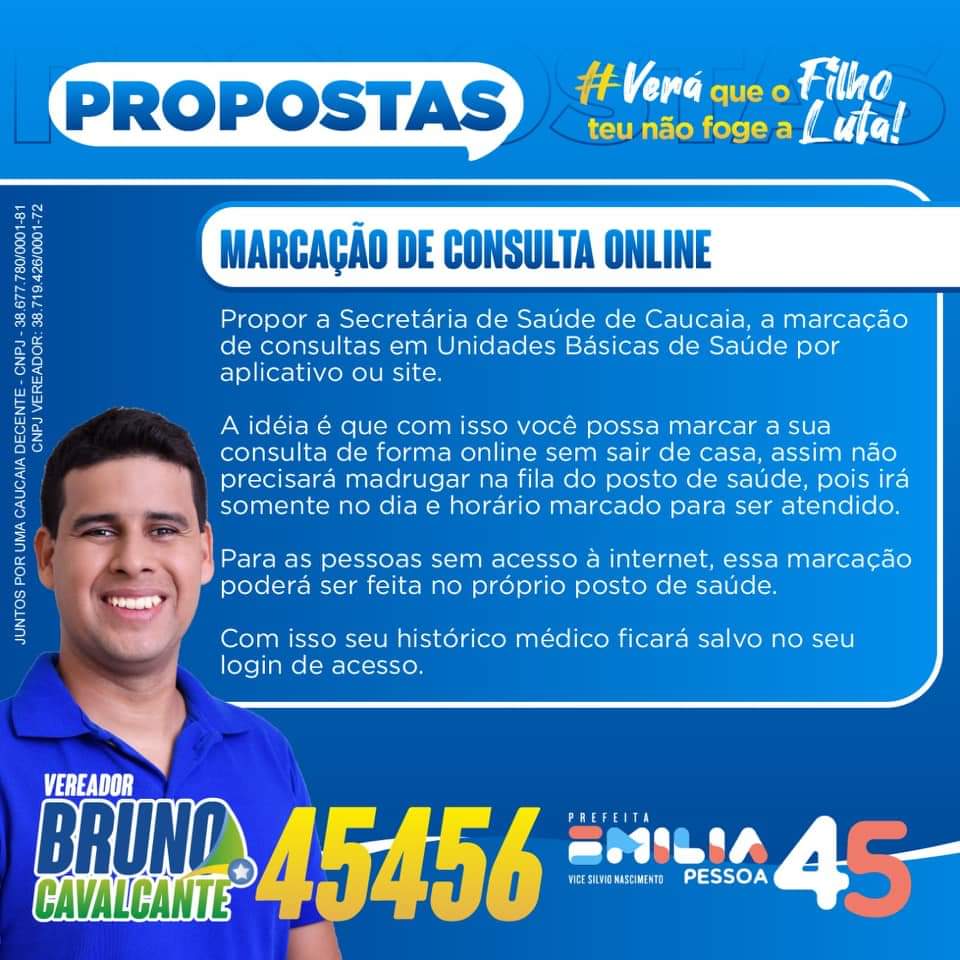 PROPOSTAS
#Verá que o Filho
teu não foge a Luta!
MARCAÇÃO DE CONSULTA ONLINE
Propor a Secretária de Saúde de Caucaia, a marcação
de consultas em Unidades Básicas de Saúde por
aplicativo ou site.
A idéia é que com isso você possa marcar a sua
consulta de forma online sem sair de casa, assim não
precisará madrugar na fila do posto de saúde, pois irá
somente no dia e horário marcado para ser atendido.
Para as pessoas sem acesso à internet, essa marcação
poderá ser feita no próprio posto de saúde.
Com isso seu histórico médico ficará salvo no seu
login de acesso.
JUNTOS POR UMA CAUCAIA DECENTE - CNPJ - 38.677.780/0001-81
CNPJ VEREADOR: 38.719.426/0001-72
VEREADOR
BRUNO
CAVALCANTE
45456
PREFEITA
EMILIA
PESSOA
VICE SILVIO NASCIMENTO
45